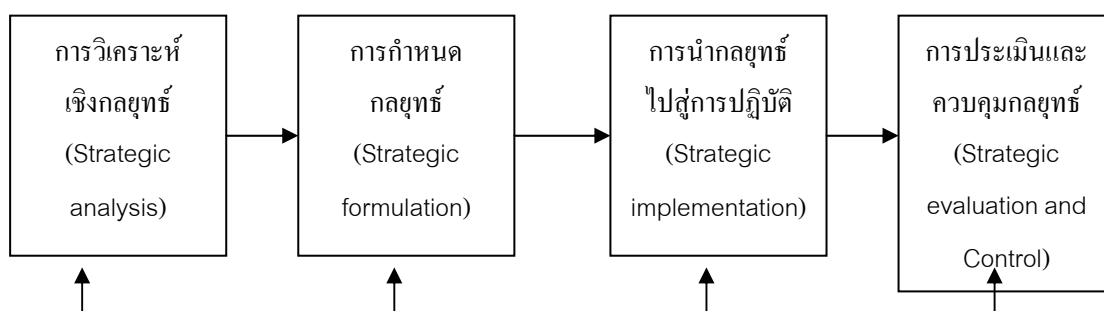 การวิเคราะห์
เชิงกลยุทธ์
(Strategic
analysis)
การกำหนด
กลยุทธ์
(Strategic
formulation)
การนำกลยุทธ์
ไปสู่การปฏิบัติ
(Strategic
implementation)
การประเมินและ
ควบคุมกลยุทธ์
(Strategic
evaluation and
Control)